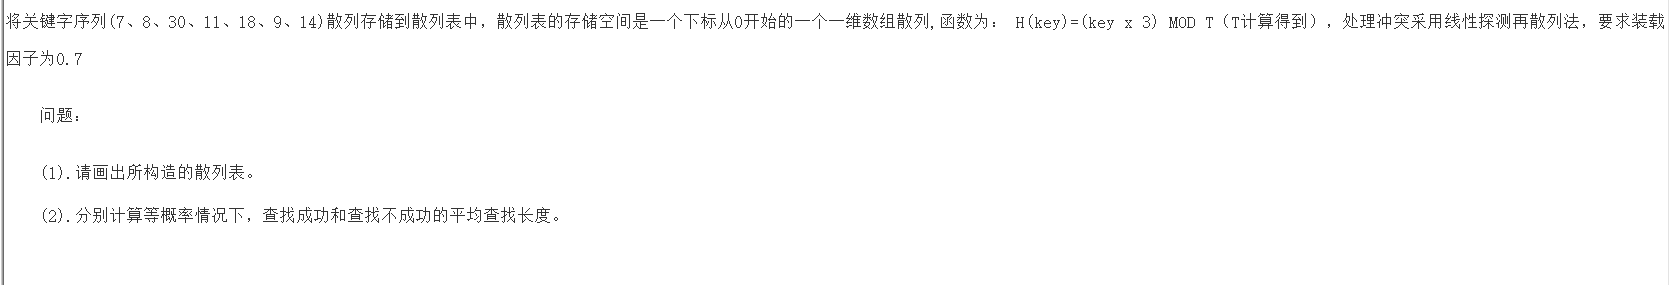 将关键字序列(7、8、30、11、18、9、14)散列存储到散列表中，散列表的存储空间是一个下标从0开始的一个一维数组散列,函数为： H(key)=(key x 3) MOD T（T计算得到），处理冲突采用线性探测再散列法，要求装载
因子为0.7
问题：
(1).请画出所构造的散列表。
(2).分别计算等概率情况下，查找成功和查找不成功的平均查找长度。